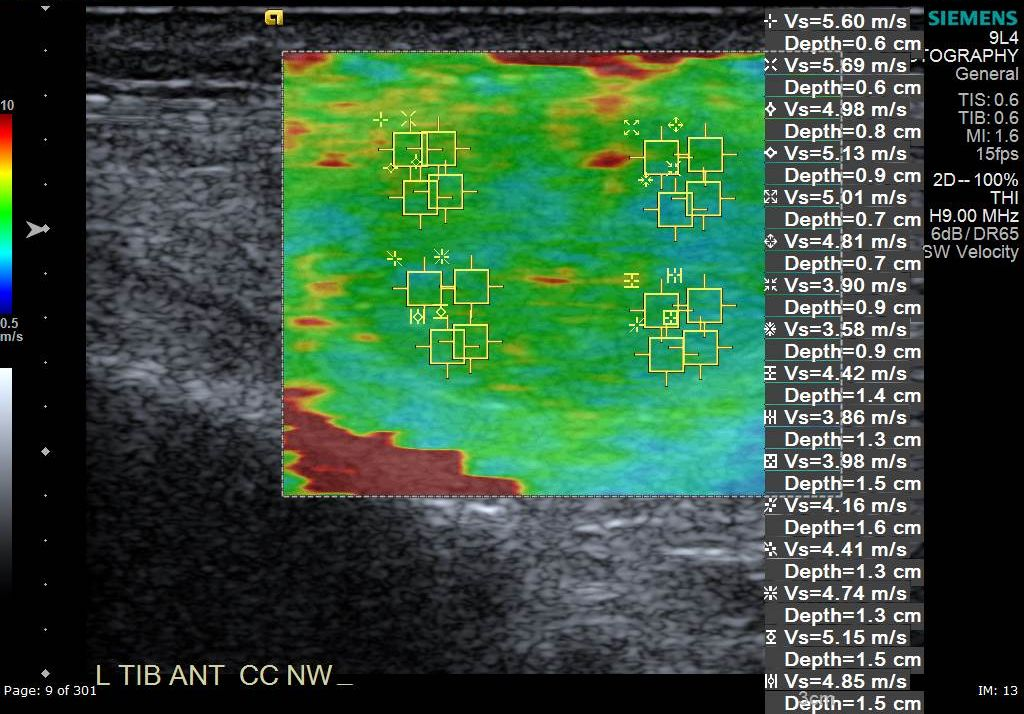 Vs=5.60 m/s
Depth=0.6 cm
Vs=5.69 m/s
Depth=0.6 cm
Vs=4.98 m/s
Depth=0.8 cm
Vs=5.13 m/s
Depth=0.9 cm
Vs=5.01 m/s
Depth=0.7 cm
Vs=4.81 m/s
Depth=0.7 cm
Vs=3.90 m/s
Depth=0.9 cm
Vs=3.58 m/s
Depth=0.9 cm
Vs=4.42 m/s
Depth=1.4 cm
Vs=3.86 m/s
Depth=1.3 cm
Vs=3.98 m/s
Depth=1.5 cm
Vs=4.16 m/s
Depth=1.6 cm
Vs=4.41 m/s
Depth=1.3 cm
Vs=4.74 m/s
Depth=1.3 cm
Vs=5.15 m/s
Depth=1.5 cm
Vs=4.85 m/s
Depth=1.5 cm
3cm
SIEMENS
9L4
TOGRAPHY
General
TIS: 0.6
TIB: 0.6
MI: 1.6
15fps
2D--100%
THI
H9.00 MHz
6dB/DR65
SW Velocity
10
0.5
m/s
L TIB ANT CC NW_
Page: 9 of 301
IM: 13